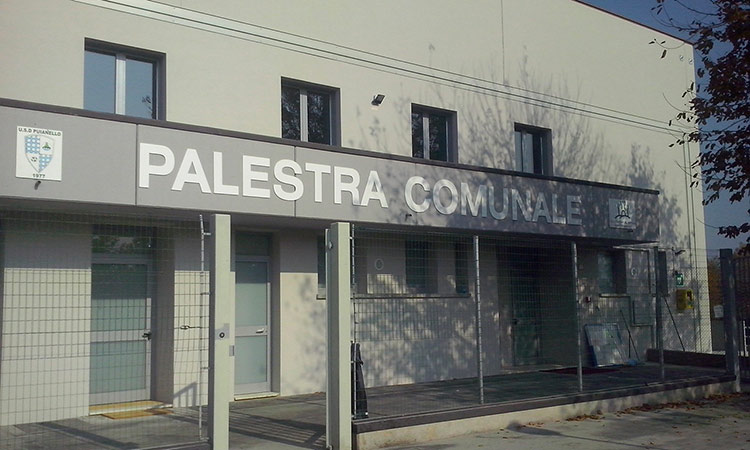 U.S.D PUIANELLO
1977
PALESTRA COMUNALE